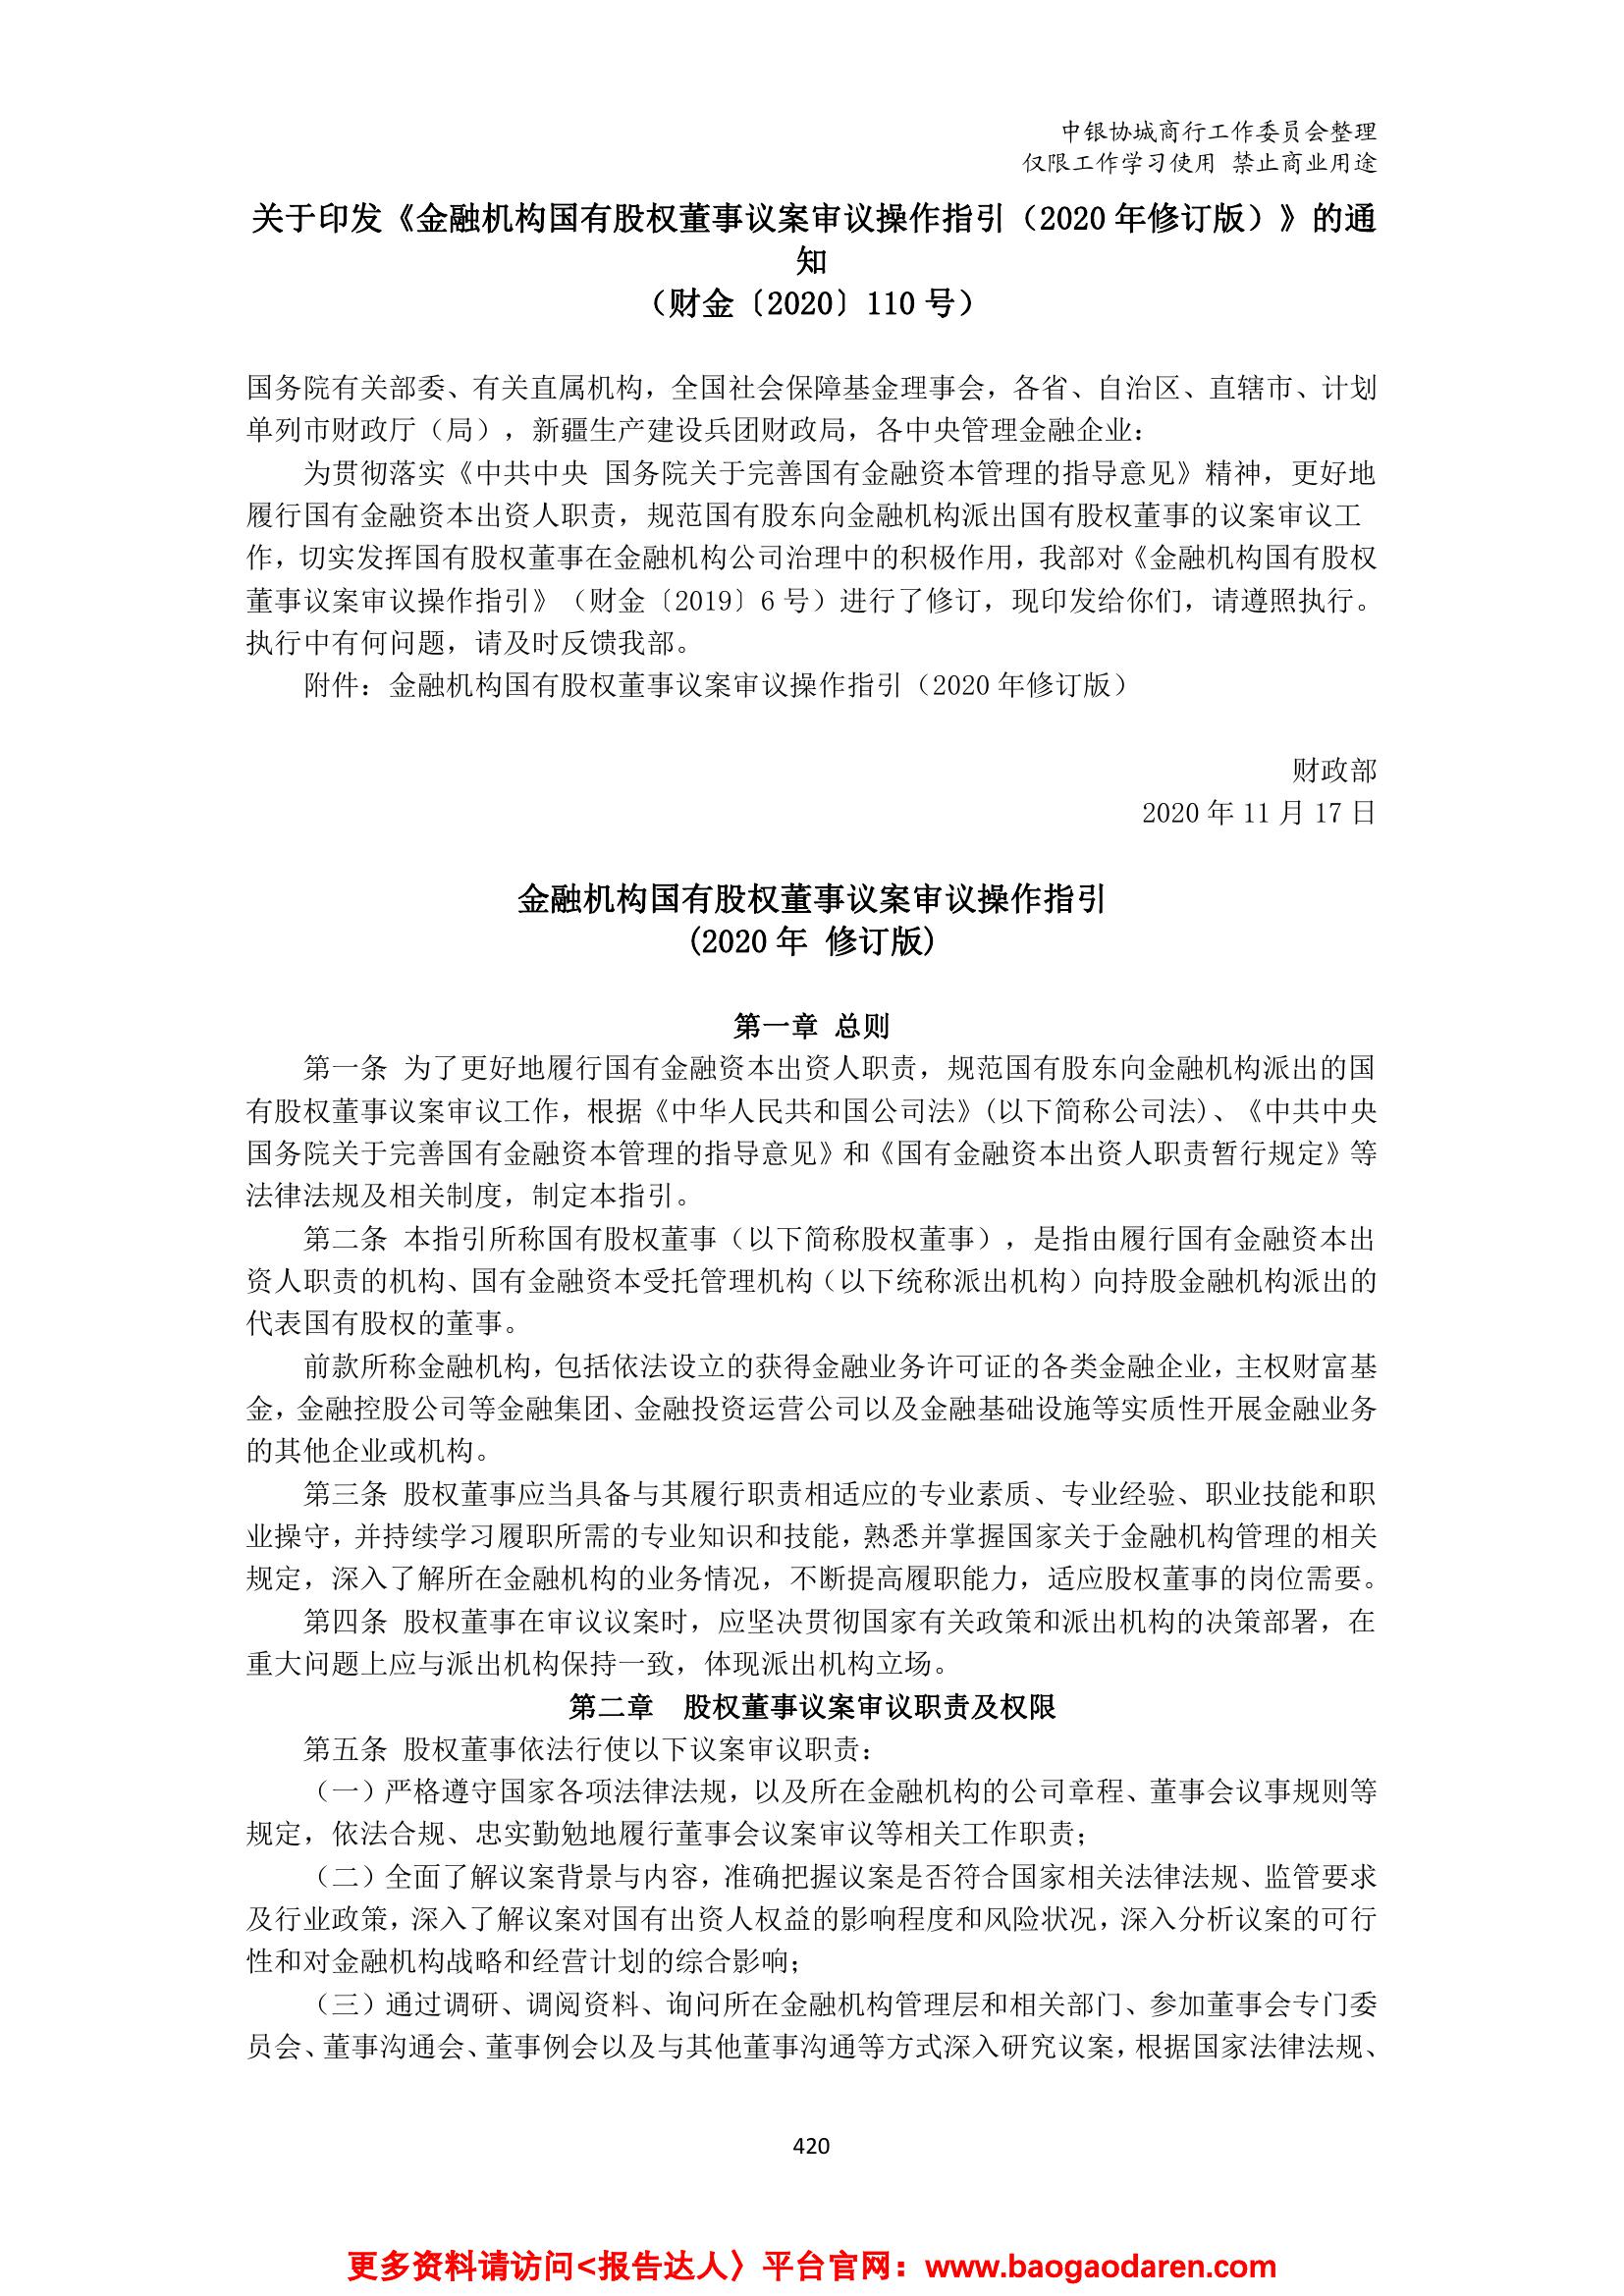 中银协城商行工作委员会整理
仅限工作学习使用 禁止商业用途
关于印发《金融机构国有股权董事议案审议操作指引（2020 年修订版）》的通
知
（财金〔2020〕110 号）
国务院有关部委、有关直属机构，全国社会保障基金理事会，各省、自治区、直辖市、计划
单列市财政厅（局），新疆生产建设兵团财政局，各中央管理金融企业：
为贯彻落实《中共中央 国务院关于完善国有金融资本管理的指导意见》精神，更好地
履行国有金融资本出资人职责，规范国有股东向金融机构派出国有股权董事的议案审议工
作，切实发挥国有股权董事在金融机构公司治理中的积极作用，我部对《金融机构国有股权
董事议案审议操作指引》（财金〔2019〕6 号）进行了修订，现印发给你们，请遵照执行。
执行中有何问题，请及时反馈我部。
附件：金融机构国有股权董事议案审议操作指引（2020 年修订版）
财政部
2020 年 11 月 17 日
金融机构国有股权董事议案审议操作指引
(2020 年 修订版)
第一章 总则
第一条 为了更好地履行国有金融资本出资人职责，规范国有股东向金融机构派出的国
有股权董事议案审议工作，根据《中华人民共和国公司法》(以下简称公司法)、《中共中央
国务院关于完善国有金融资本管理的指导意见》和《国有金融资本出资人职责暂行规定》等
法律法规及相关制度，制定本指引。
第二条 本指引所称国有股权董事（以下简称股权董事），是指由履行国有金融资本出
资人职责的机构、国有金融资本受托管理机构（以下统称派出机构）向持股金融机构派出的
代表国有股权的董事。
前款所称金融机构，包括依法设立的获得金融业务许可证的各类金融企业，主权财富基
金，金融控股公司等金融集团、金融投资运营公司以及金融基础设施等实质性开展金融业务
的其他企业或机构。
第三条 股权董事应当具备与其履行职责相适应的专业素质、专业经验、职业技能和职
业操守，并持续学习履职所需的专业知识和技能，熟悉并掌握国家关于金融机构管理的相关
规定，深入了解所在金融机构的业务情况，不断提高履职能力，适应股权董事的岗位需要。
第四条 股权董事在审议议案时，应坚决贯彻国家有关政策和派出机构的决策部署，在
重大问题上应与派出机构保持一致，体现派出机构立场。
第二章 股权董事议案审议职责及权限
第五条 股权董事依法行使以下议案审议职责：
（一）严格遵守国家各项法律法规，以及所在金融机构的公司章程、董事会议事规则等
规定，依法合规、忠实勤勉地履行董事会议案审议等相关工作职责；
（二）全面了解议案背景与内容，准确把握议案是否符合国家相关法律法规、监管要求
及行业政策，深入了解议案对国有出资人权益的影响程度和风险状况，深入分析议案的可行
性和对金融机构战略和经营计划的综合影响；
（三）通过调研、调阅资料、询问所在金融机构管理层和相关部门、参加董事会专门委
员会、董事沟通会、董事例会以及与其他董事沟通等方式深入研究议案，根据国家法律法规、
420
更多资料请访问<报告达人〉平台官网：www.baogaodaren.com